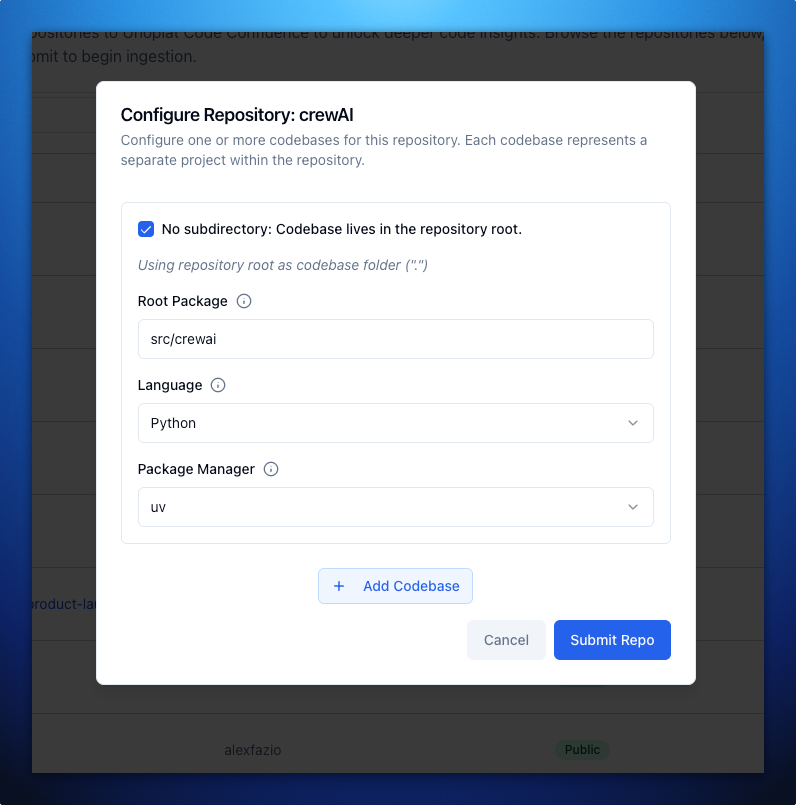 positories to Unoplat Code Confluence to unlock deeper code insights. Browse the repositories below
bmit to begin ingestion.
Configure Repository: crewAI
Configure one or more codebases for this repository. Each codebase represents a
separate project within the repository.
No subdirectory: Codebase lives in the repository root.
Using repository root as codebase folder (".")
Root Package
src/crewai
Language
Python
Package Manager
uv
+ Add Codebase
product-lau
Cancel
Submit Repo
alexfazio
Public